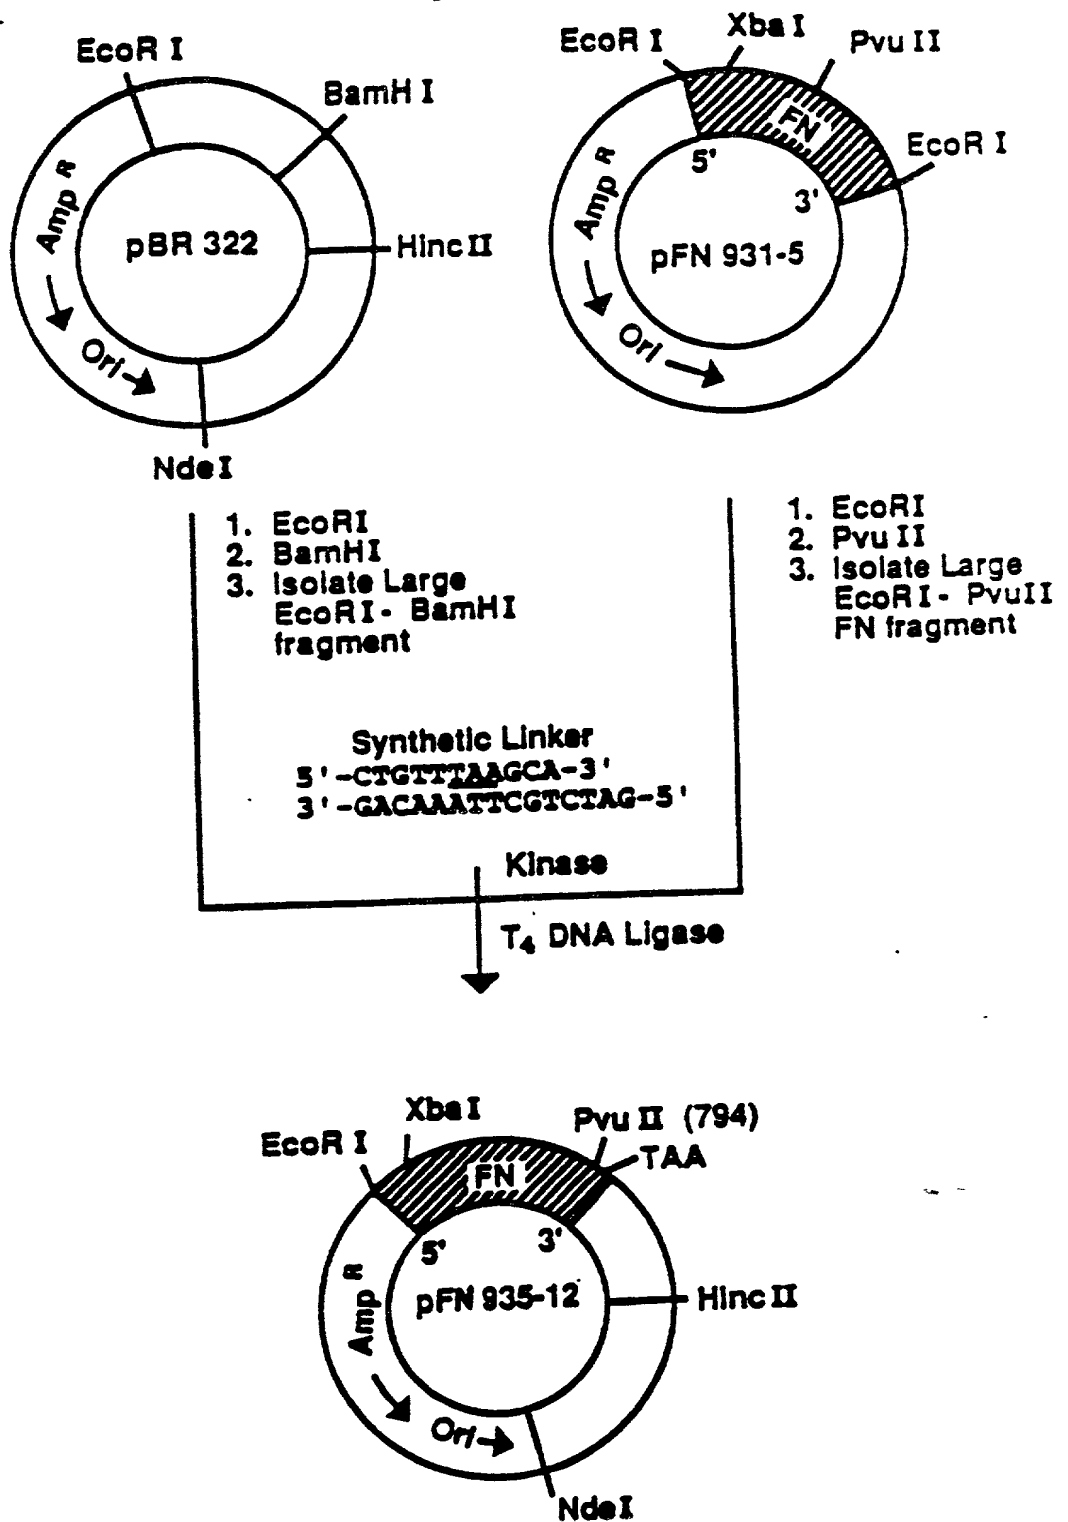 EcoR I
BamH I
Hinc II
Nde I
Amp R
Ori
pBR 322
EcoR I
Xba I
Pvu II
EcoR I
FN
5'
3'
Amp R
Ori
pFN 931-5
1. EcoRI
2. BamHI
3. Isolate Large
EcoRI- BamHI
fragment
1. EcoRI
2. Pvu II
3. Isolate Large
EcoRI- PvuII
FN fragment
Synthetic Linker
5'-CTGTTTAAGCA-3'
3'-GACAAATTCGTCTAG-5'
Kinase
T4 DNA Ligase
EcoR I
Xba I
Pvu II (794)
TAA
FN
5'
3'
Amp R
Ori
pFN 935-12
Hinc II
Nde I